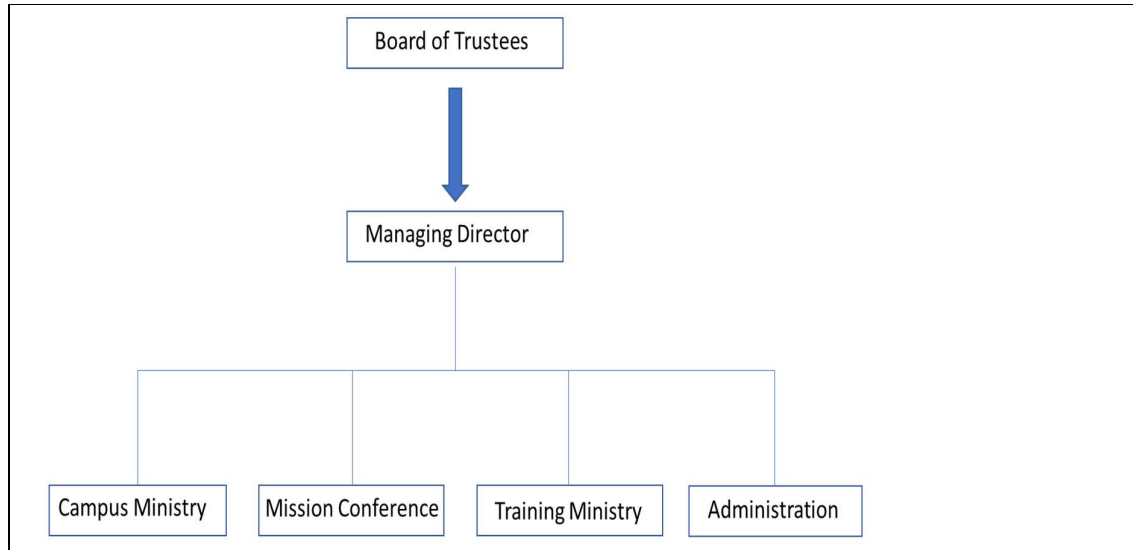 Board of Trustees
Managing Director
Campus Ministry
Mission Conference
Training Ministry
Administration